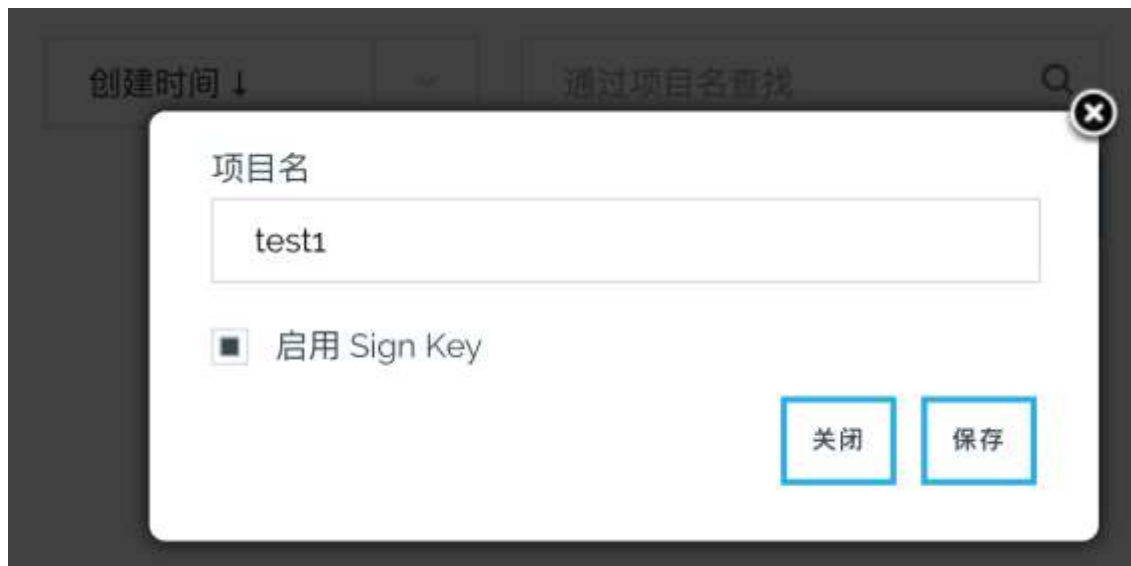 创建时间↓
通过项目名查找
项目名
test1
启用 Sign Key
关闭
保存